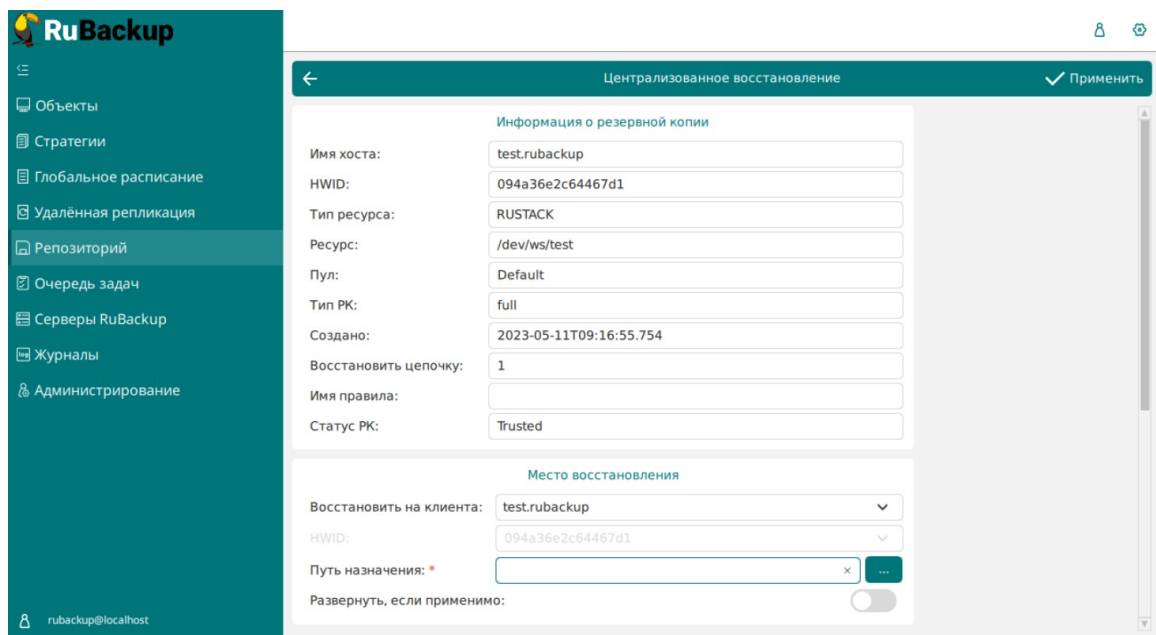 RuBackup
Объекты
Стратегии
Глобальное расписание
Удалённая репликация
Репозиторий
Очередь задач
Серверы RuBackup
log Журналы
Администрирование
rubackup@localhost
Централизованное восстановление
Применить
Информация о резервной копии
Имя хоста: test.rubackup
HWID: 094a36e2c64467d1
Тип ресурса: RUSTACK
Ресурс: /dev/ws/test
Пул: Default
Тип РК: full
Создано: 2023-05-11T09:16:55.754
Восстановить цепочку: 1
Имя правила:
Статус РК: Trusted
Место восстановления
Восстановить на клиента: test.rubackup
HWID: 094a36e2c64467d1
Путь назначения: * ...
Развернуть, если применимо: